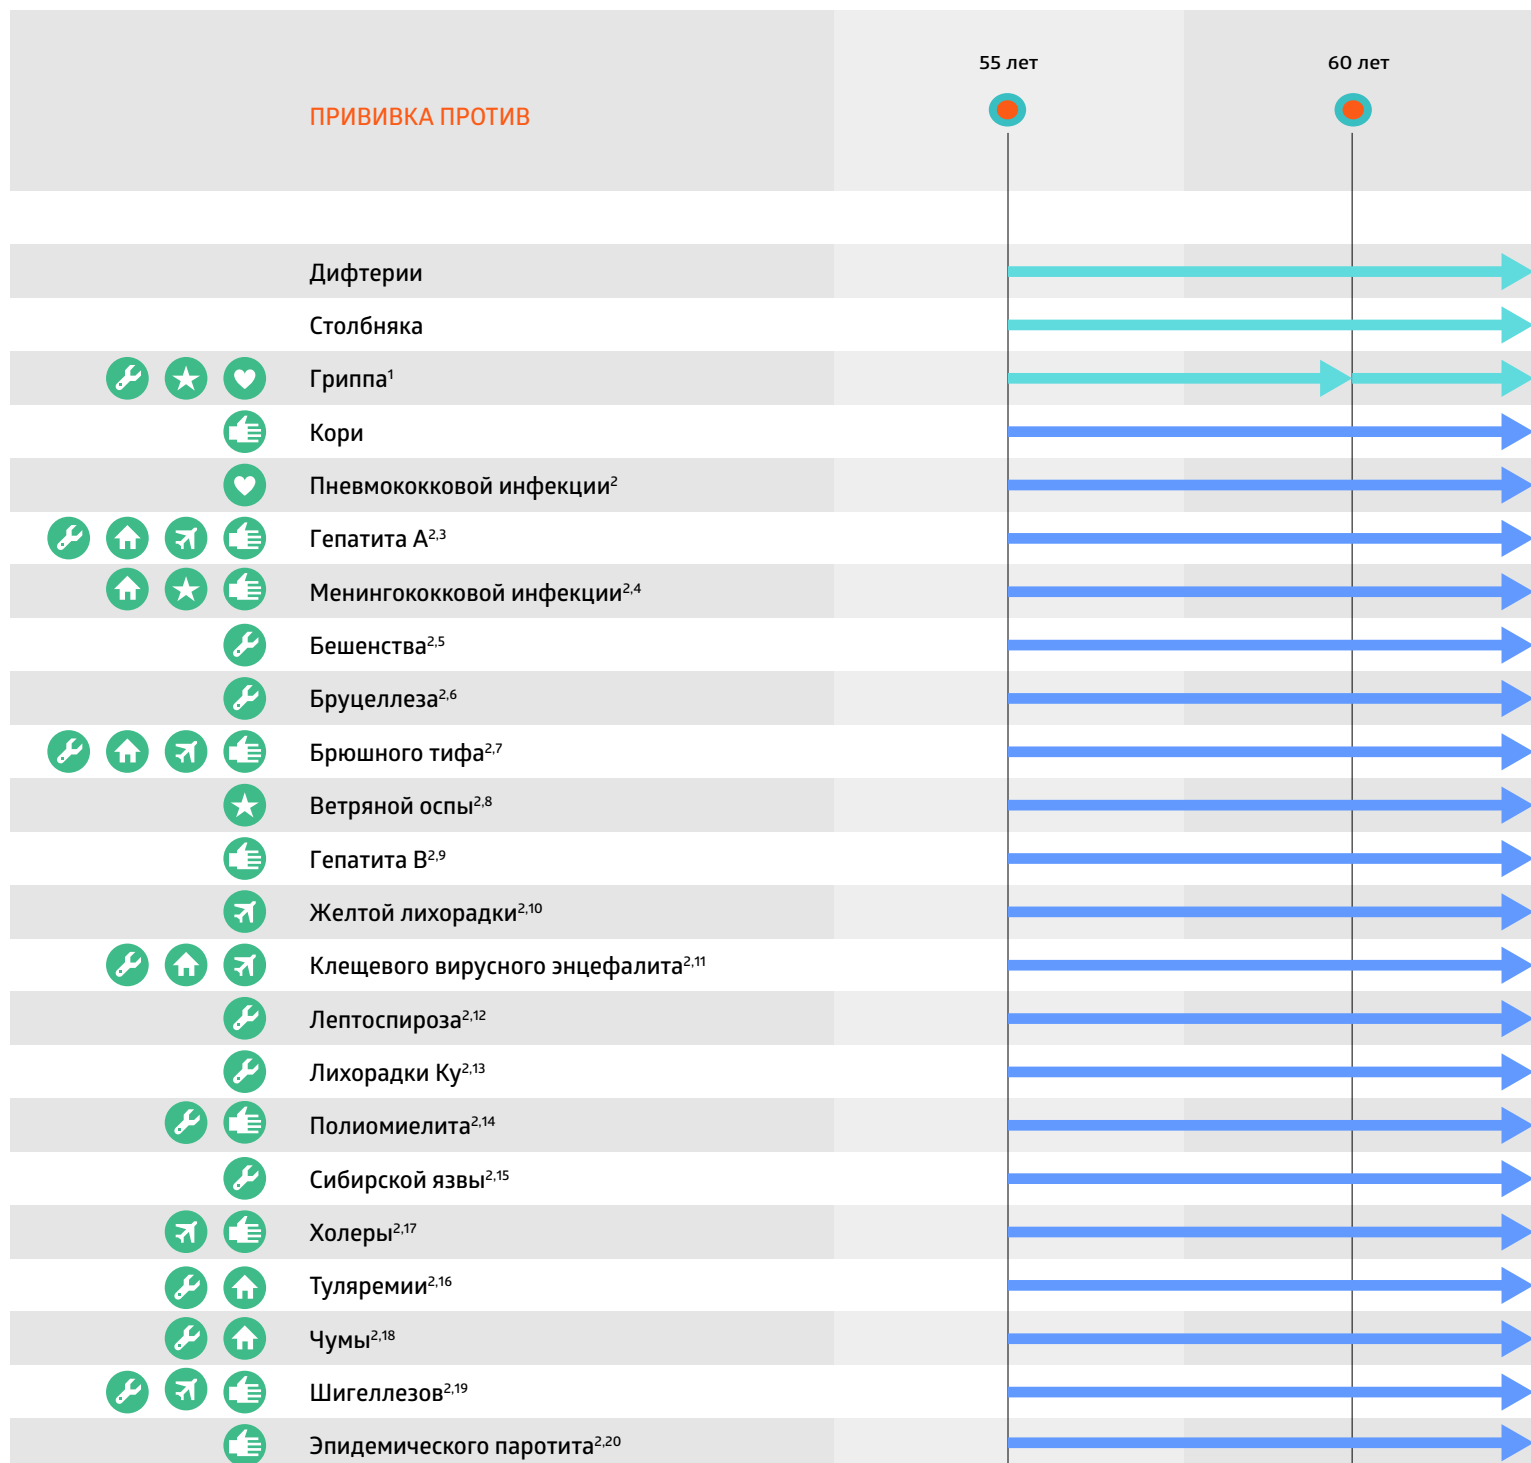 55 лет
60 лет
ПРИВИВКА ПРОТИВ
Дифтерии
Столбняка
Гриппа¹
Кори
Пневмококковой инфекции²
Гепатита А²,³
Менингококковой инфекции²,⁴
Бешенства²,⁵
Бруцеллеза²,⁶
Брюшного тифа²,⁷
Ветряной оспы²,⁸
Гепатита В²,⁹
Желтой лихорадки²,¹⁰
Клещевого вирусного энцефалита²,¹¹
Лептоспироза²,¹²
Лихорадки Ку²,¹³
Полиомиелита²,¹⁴
Сибирской язвы²,¹⁵
Холеры²,¹⁷
Туляремии²,¹⁶
Чумы²,¹⁸
Шигеллезов²,¹⁹
Эпидемического паротита²,²⁰